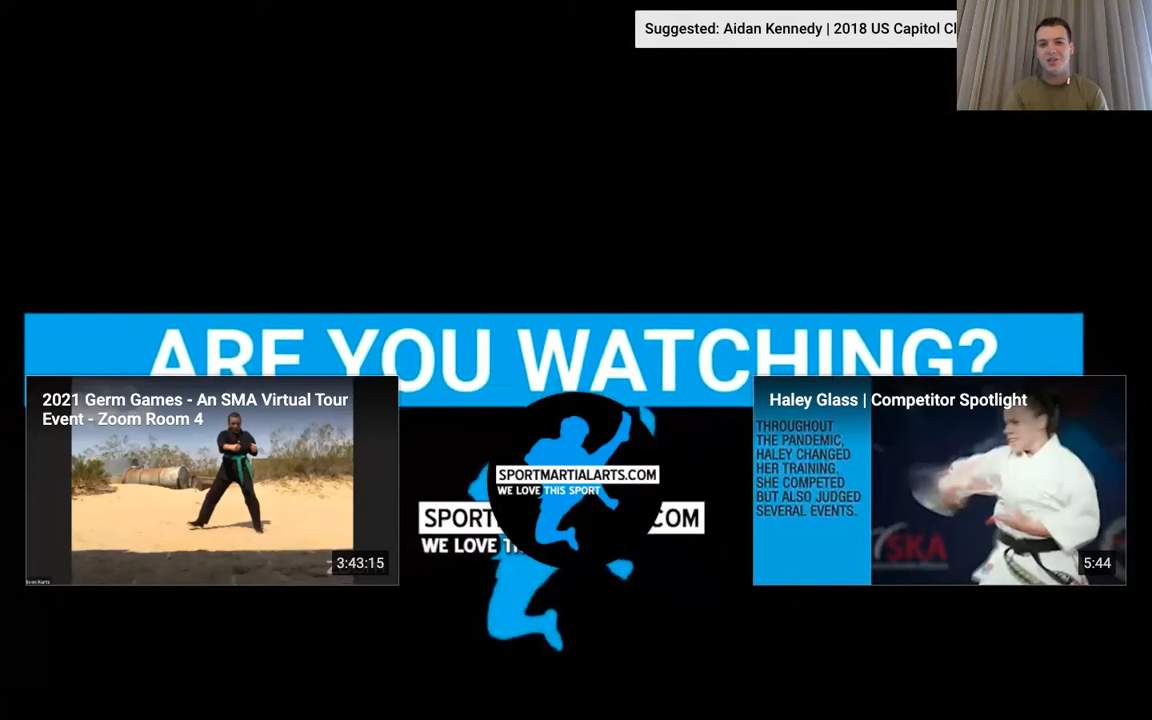 Suggested: Aidan Kennedy | 2018 US Capitol Cl
ARE YOU WATCHING?
2021 Germ Games - An SMA Virtual Tour
Event - Zoom Room 4
3:43:15
SPORTMARTIALARTS.COM
WE LOVE THIS SPORT
SPORT
COM
WE LOVE TH
Haley Glass | Competitor Spotlight
THROUGHOUT
THE PANDEMIC,
HALEY CHANGED
HER TRAINING.
SHE COMPETED
BUT ALSO JUDGED
SEVERAL EVENTS.
SKA
5:44